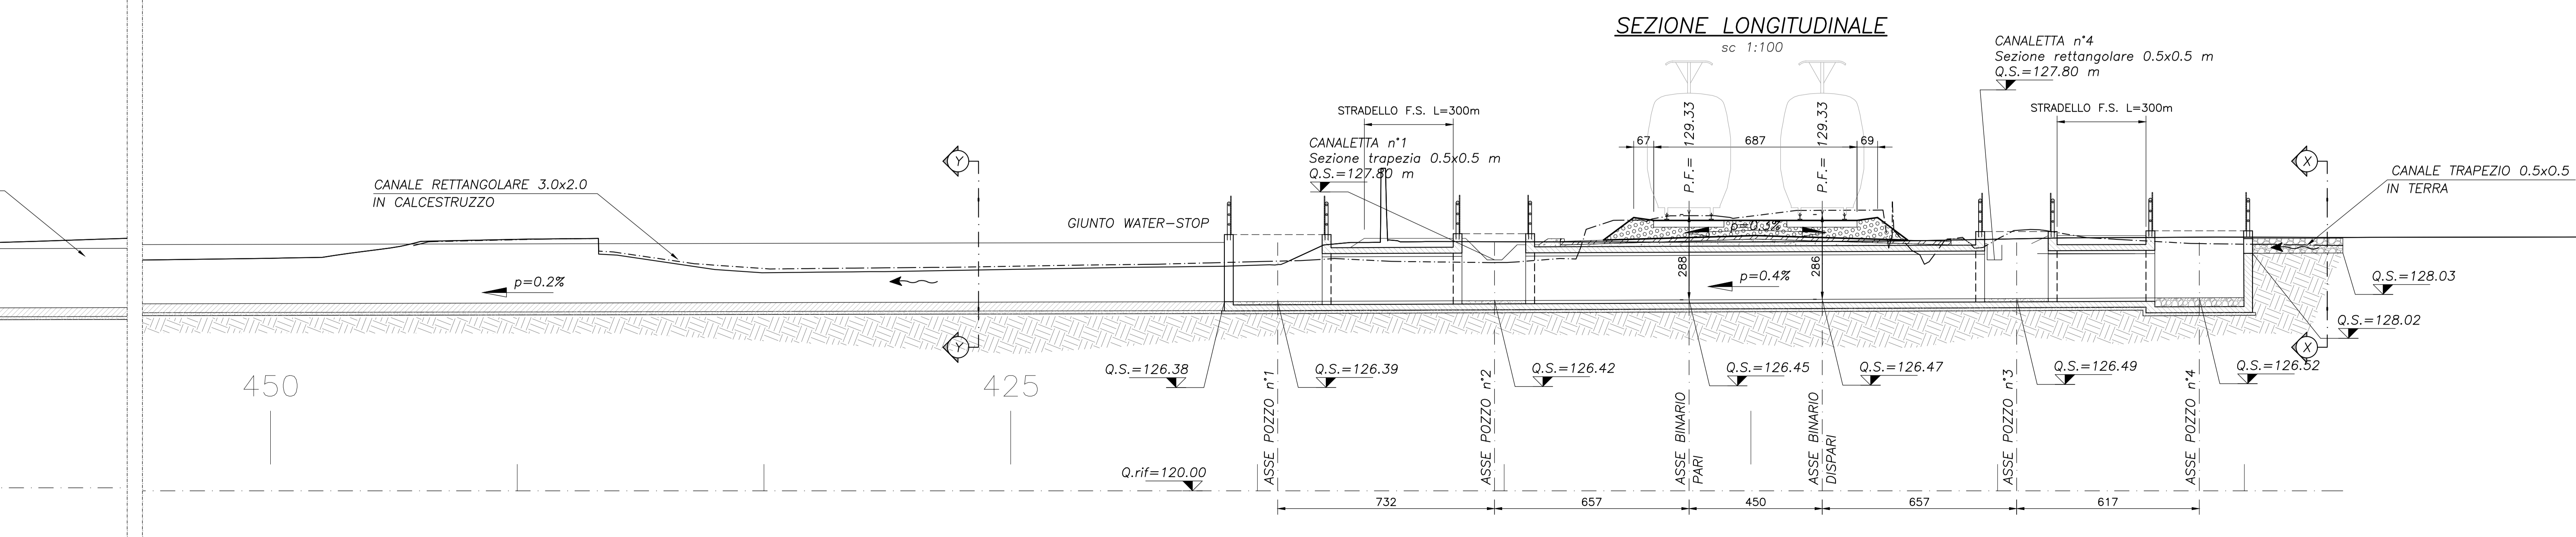 SEZIONE LONGITUDINALE
sc 1:100
CANALETTA n°4
Sezione rettangolare 0.5x0.5 m
Q.S.=127.80 m
STRADELLO F.S. L=300m
STRADELLO F.S. L=300m
CANALETTA n°1
Sezione trapezia 0.5x0.5 m
Q.S.=127.80 m
P.F.= 129.33
P.F.= 129.33
67
687
69
Y
X
CANALE TRAPEZIO 0.5x0.5
IN TERRA
CANALE RETTANGOLARE 3.0x2.0
IN CALCESTRUZZO
GIUNTO WATER-STOP
p=0.3%
288
286
p=0.2%
p=0.4%
Q.S.=128.03
Q.S.=128.02
Y
X
Q.S.=126.38
Q.S.=126.39
Q.S.=126.42
Q.S.=126.45
Q.S.=126.47
Q.S.=126.49
Q.S.=126.52
450
425
ASSE POZZO n°1
ASSE POZZO n°2
ASSE BINARIO
PARI
ASSE BINARIO
DISPARI
ASSE POZZO n°3
ASSE POZZO n°4
Q.rif=120.00
732
657
450
657
617